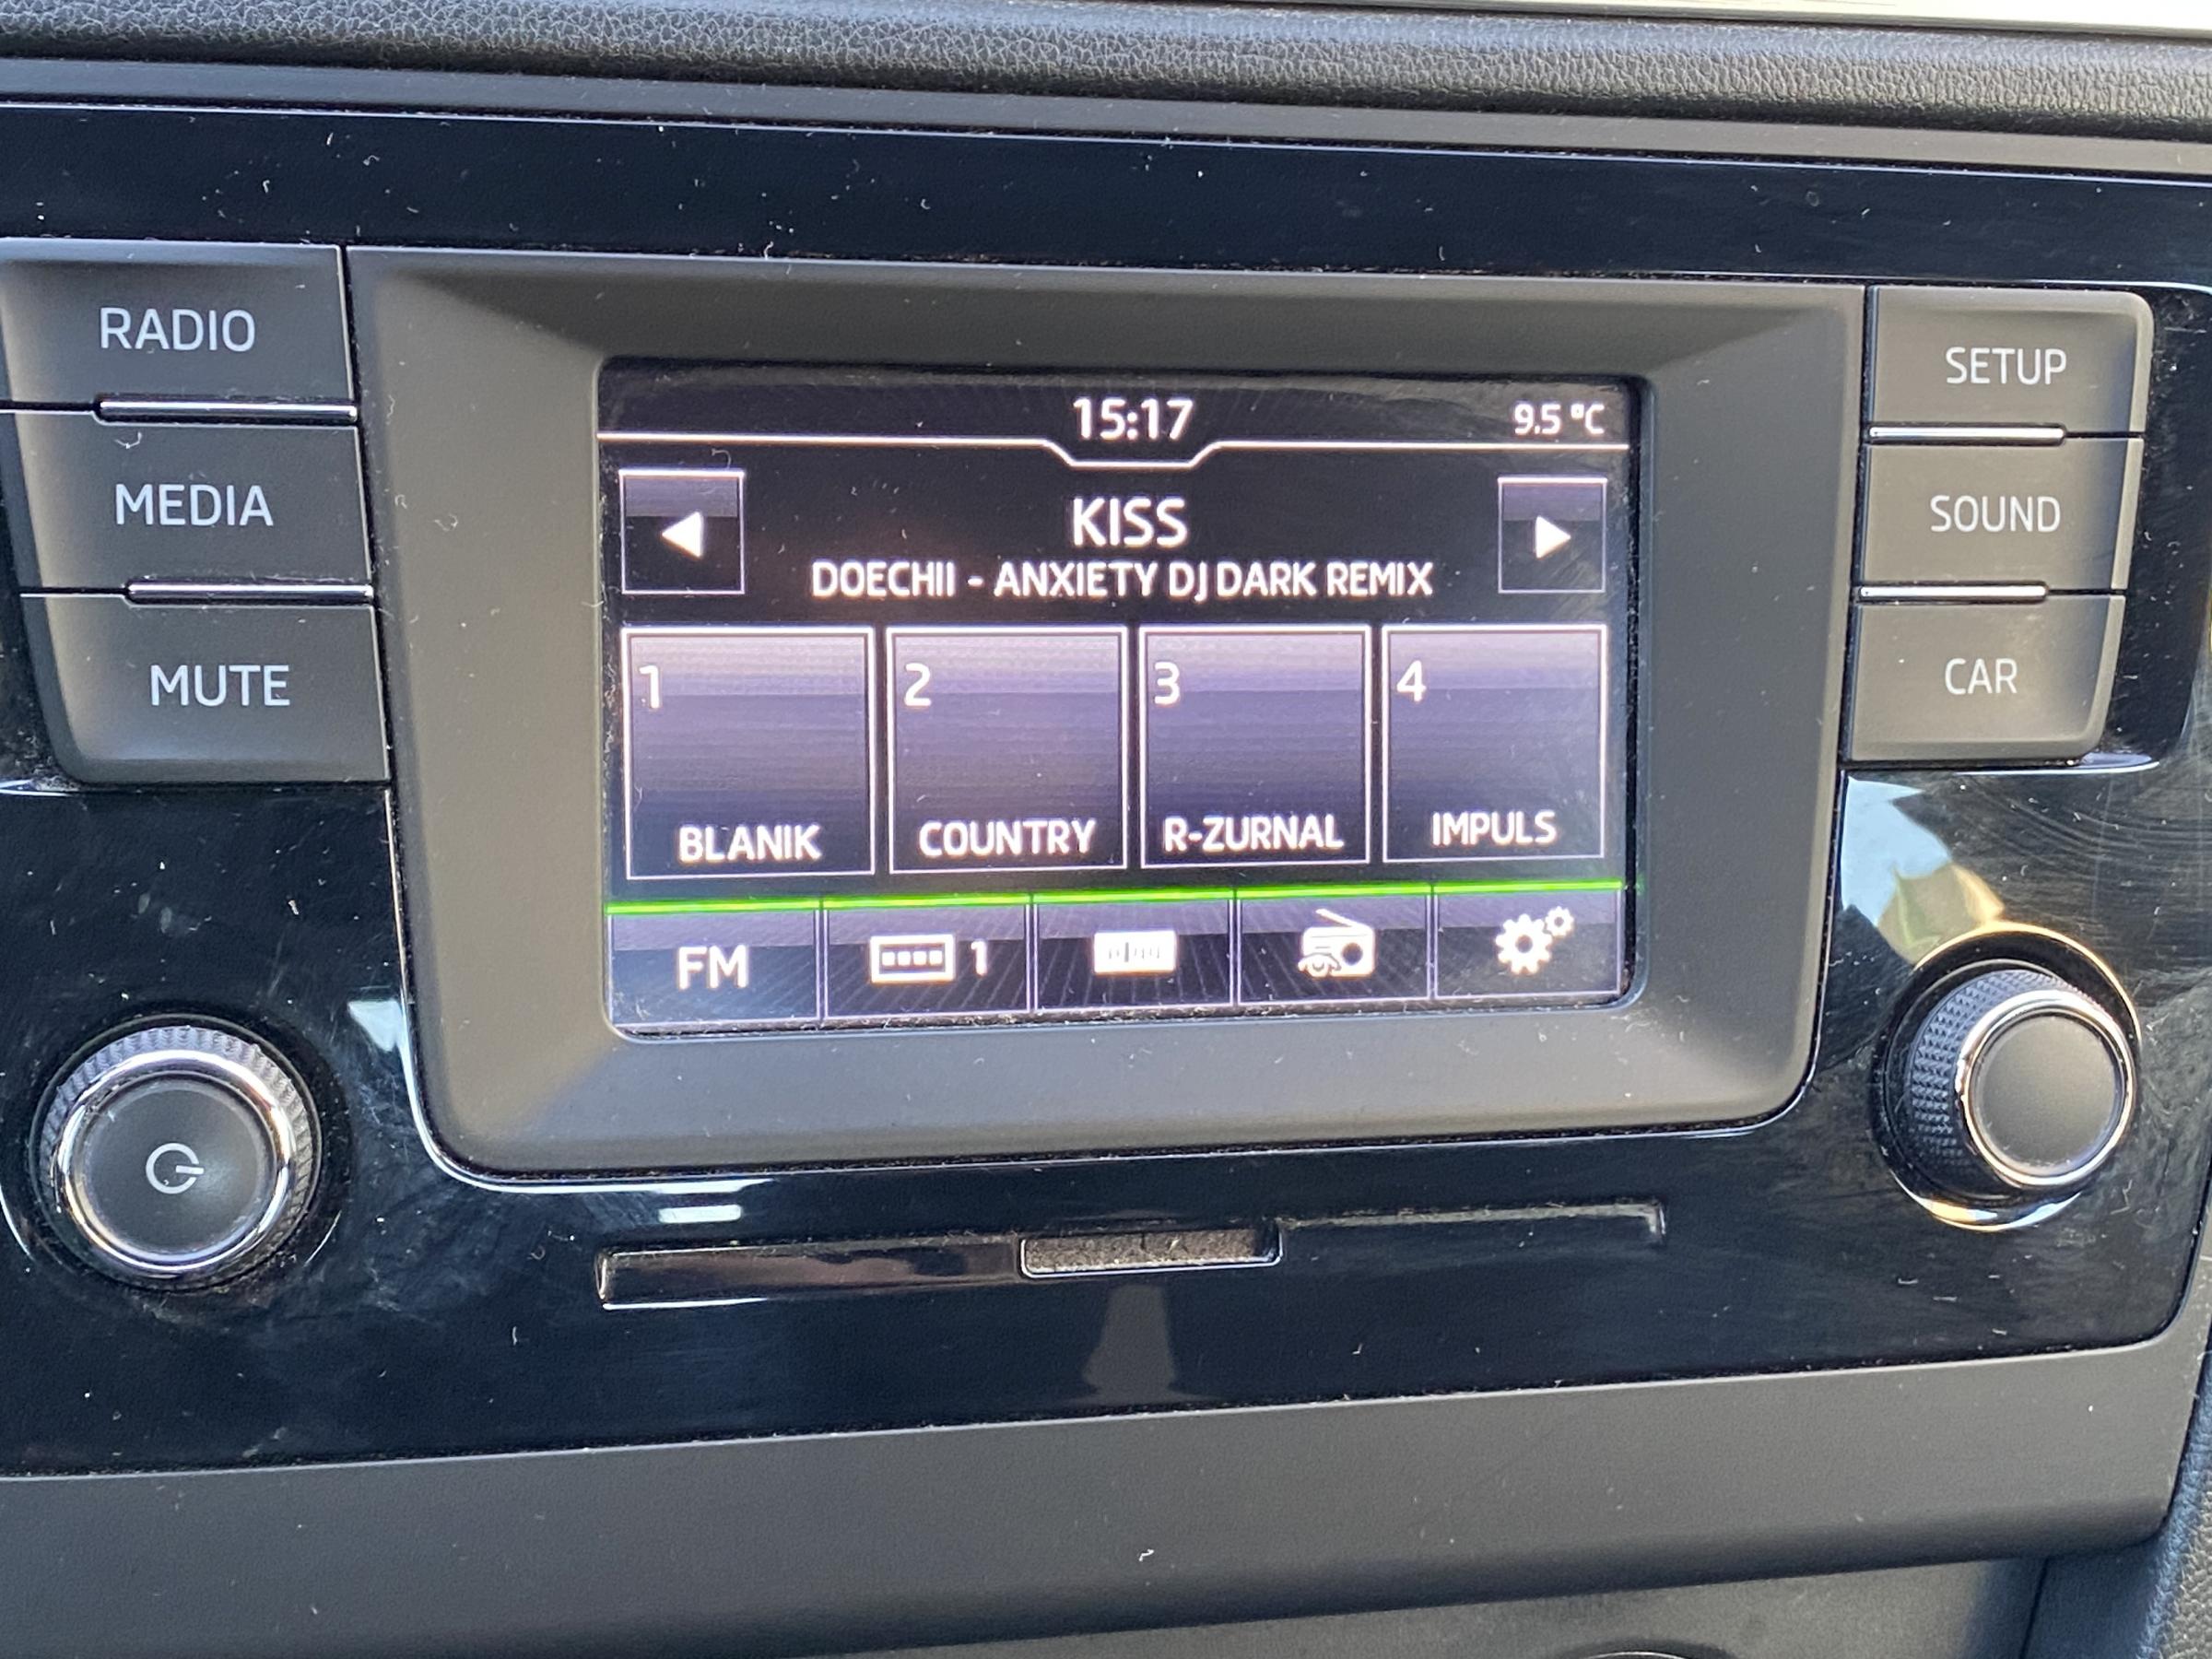 RADIO
MEDIA
MUTE
15:17
9.5 °C
KISS
DOECHII - ANXIETY DJ DARK REMIX
1
2
3
4
BLANIK
COUNTRY
R-ZURNAL
IMPULS
FM
1
SETUP
SOUND
CAR